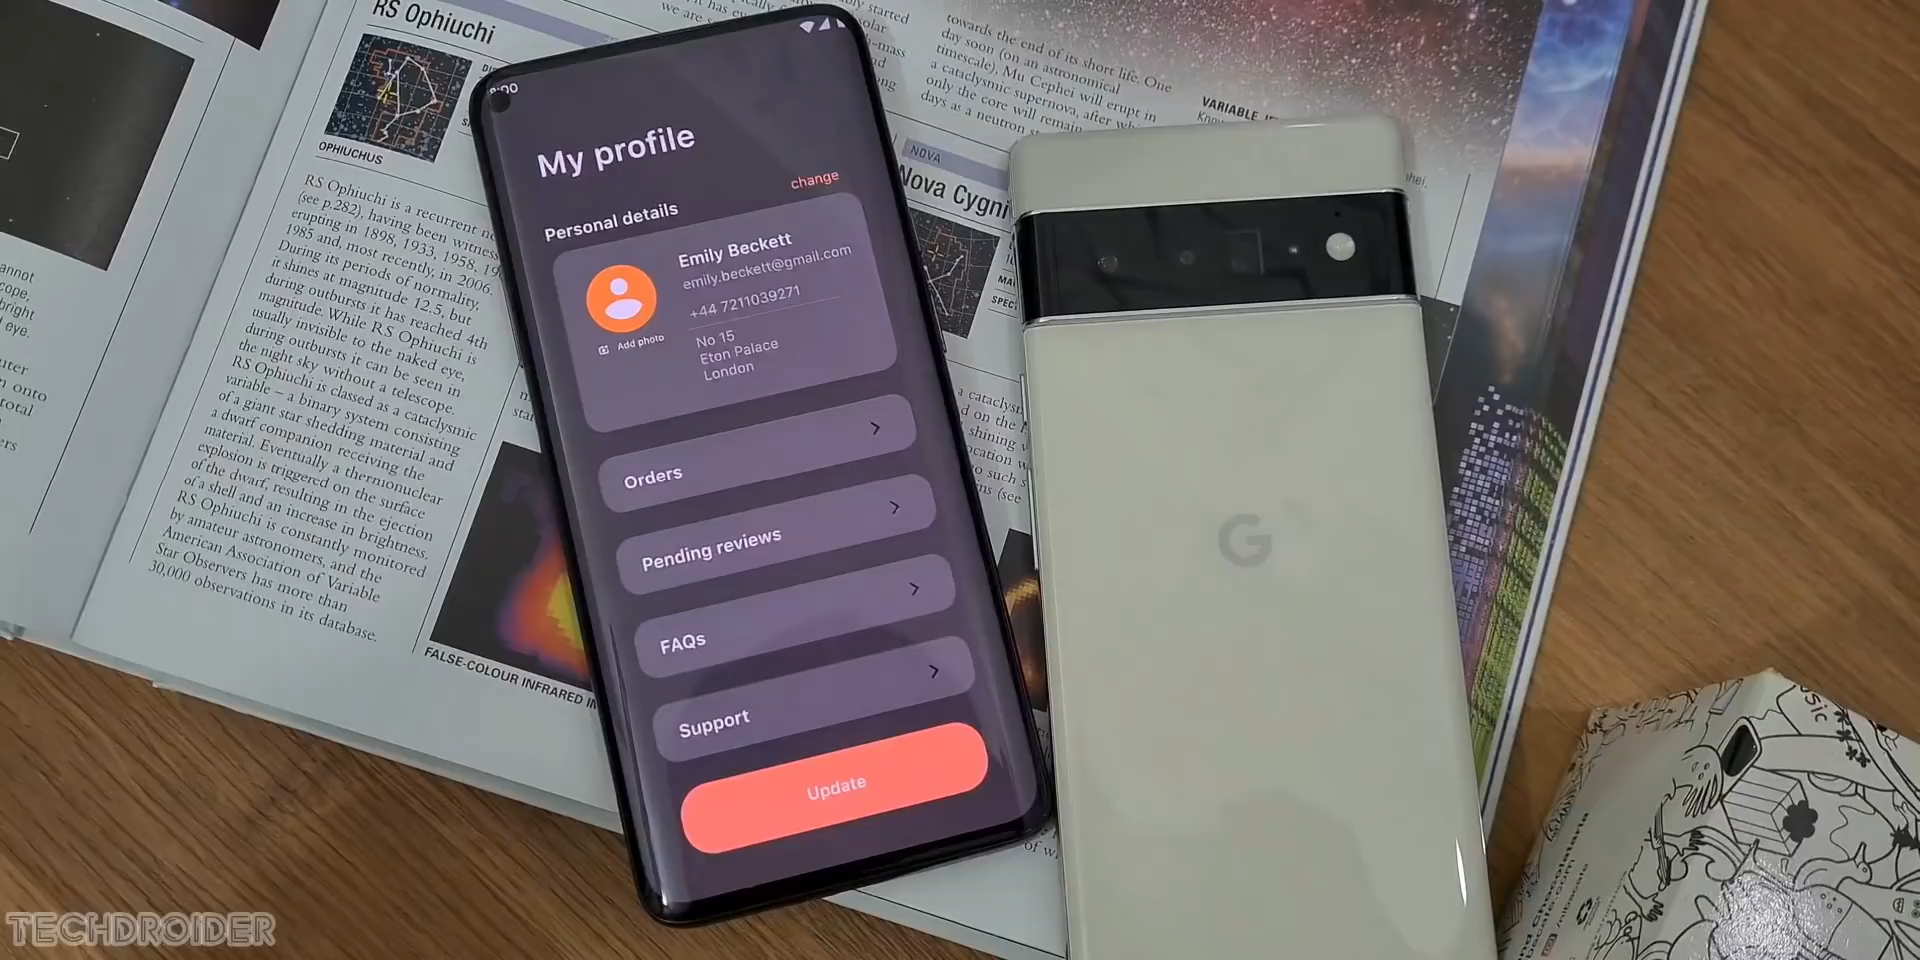 RS Ophiuchi
OPHIUCHUS
RS Ophiuchi is a recurrent
(see p.282), having been
erupting in 1898, 1933, 1958,
1985 and, most recently, in 2006.
During its periods of normality,
it shines at magnitude 12.5, but
during outbursts it has reached 4th
magnitude. While RS Ophiuchi is
usually invisible to the naked eye,
during outbursts it can be seen in
the night sky without a telescope.
RS Ophiuchi is classed as a cataclysmic
variable – a binary system consisting
of a giant star shedding material and
a dwarf companion receiving the
material. Eventually a thermonuclear
explosion is triggered on the surface
of the dwarf, resulting in the ejection
of a shell and an increase in brightness.
RS Ophiuchi is constantly monitored
by amateur astronomers, and the
American Association of Variable
Star Observers has more than
30,000 observations in its database.
FALSE-COLOUR INFRARED
towards the end of its short life. One
day soon (on an astronomical
timescale), Mu Cephei will erupt in
a cataclysmic supernova, after
only the core will remain
days as a neutron
VARIABLE
NOVA
Nova Cygni
My profile
change
Personal details
Emily Beckett
emily.beckett@gmail.com
+44 7211039271
Add photo
No 15
Eton Palace
London
Orders
Pending reviews
FAQs
Support
Update
G
TECHDROIDER